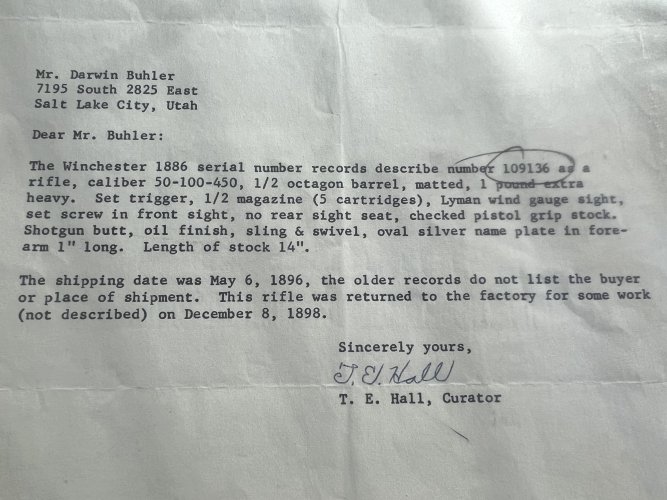 Mr. Darwin Buhler
7195 South 2825 East
Salt Lake City, Utah
Dear Mr. Buhler:
The Winchester 1886 serial number records describe number 109136 as a
rifle, caliber 50-100-450, 1/2 octagon barrel, matted, 1 pound extra
heavy. Set trigger, 1/2 magazine (5 cartridges), Lyman wind gauge sight,
set screw in front sight, no rear sight seat, checked pistol grip stock.
Shotgun butt, oil finish, sling & swivel, oval silver name plate in fore-
arm 1" long. Length of stock 14".
The shipping date was May 6, 1896, the older records do not list the buyer
or place of shipment. This rifle was returned to the factory for some work
(not described) on December 8, 1898.
Sincerely yours,
T. E. Hall
T. E. Hall, Curator